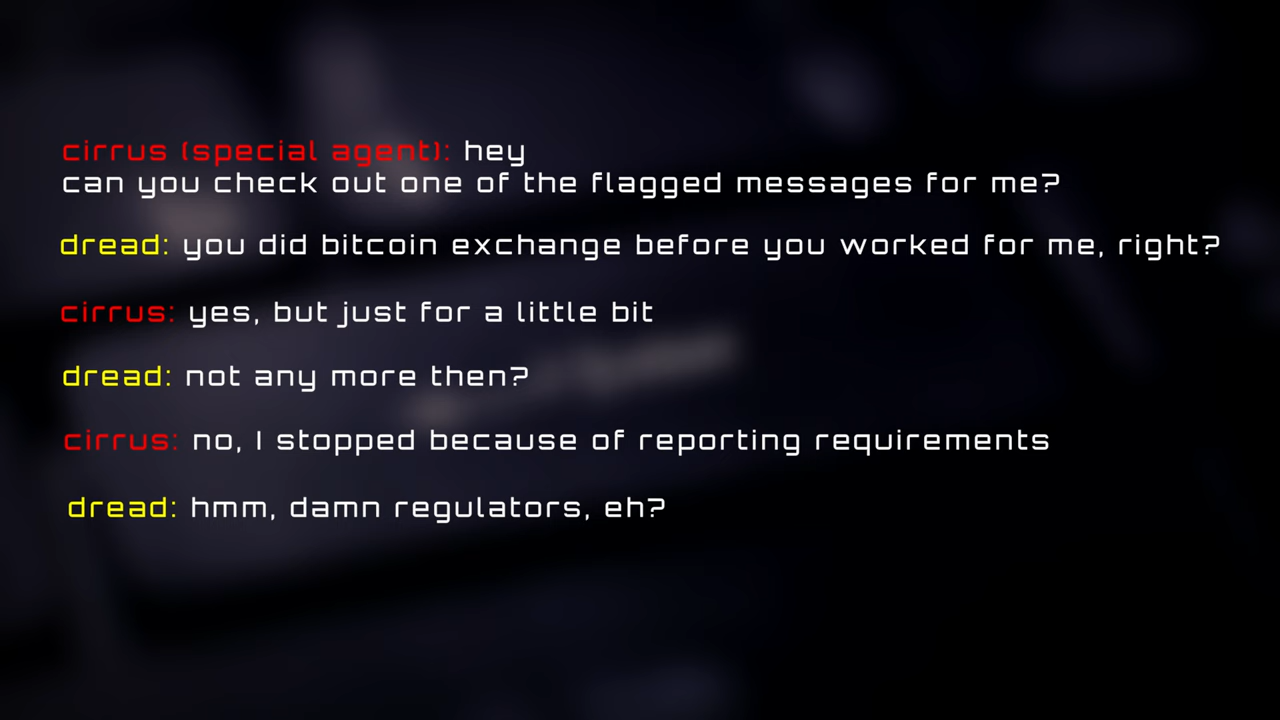 cirrus (special agent): hey
can you check out one of the flagged messages for me?
dread: you did bitcoin exchange before you worked for me, right?
cirrus: yes, but just for a little bit
dread: not any more then?
cirrus: no, I stopped because of reporting requirements
dread: hmm, damn regulators, eh?